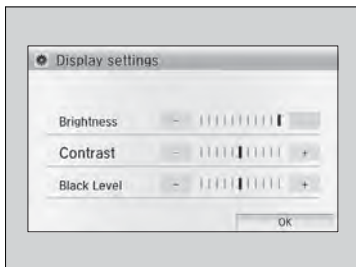 Display settings
Brightness -
Contrast - +
Black Level - +
OK